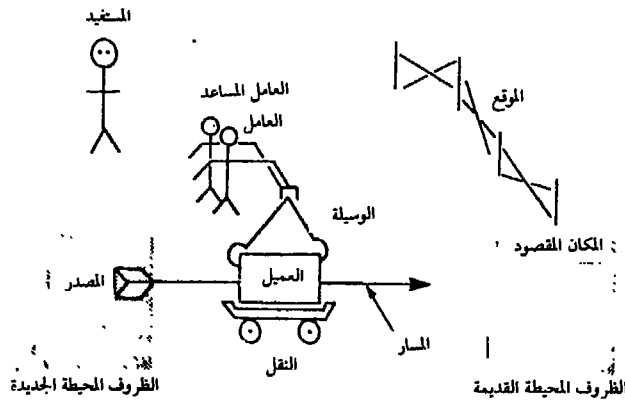 المستفيد
العامل المساعد
العامل
الموقع
الوسيلة
المكان المقصود
المصدر
العميل
المسار
النقل
الظروف المحيطة القديمة
الظروف المحيطة الجديدة